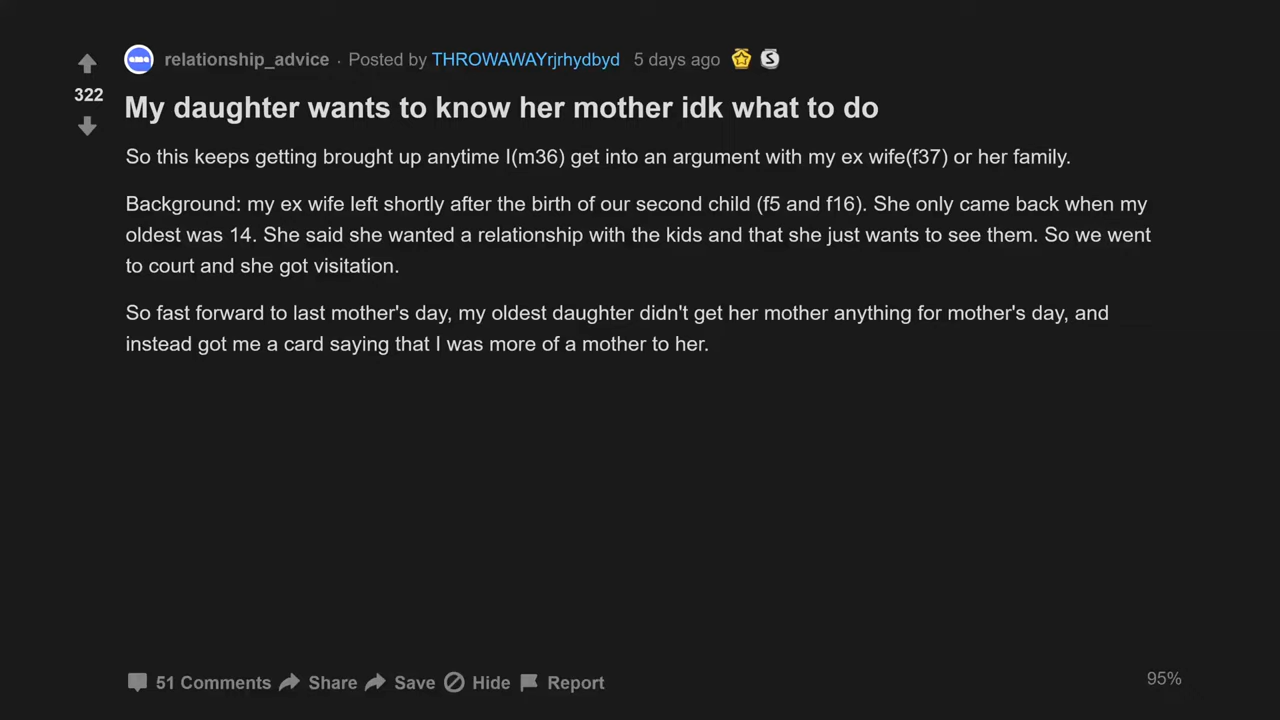 relationship_advice · Posted by THROWAWAYrjrhydbyd 5 days ago
322
My daughter wants to know her mother idk what to do
So this keeps getting brought up anytime I(m36) get into an argument with my ex wife(f37) or her family.
Background: my ex wife left shortly after the birth of our second child (f5 and f16). She only came back when my
oldest was 14. She said she wanted a relationship with the kids and that she just wants to see them. So we went
to court and she got visitation.
So fast forward to last mother's day, my oldest daughter didn't get her mother anything for mother's day, and
instead got me a card saying that I was more of a mother to her.
51 Comments Share Save Hide Report
95%